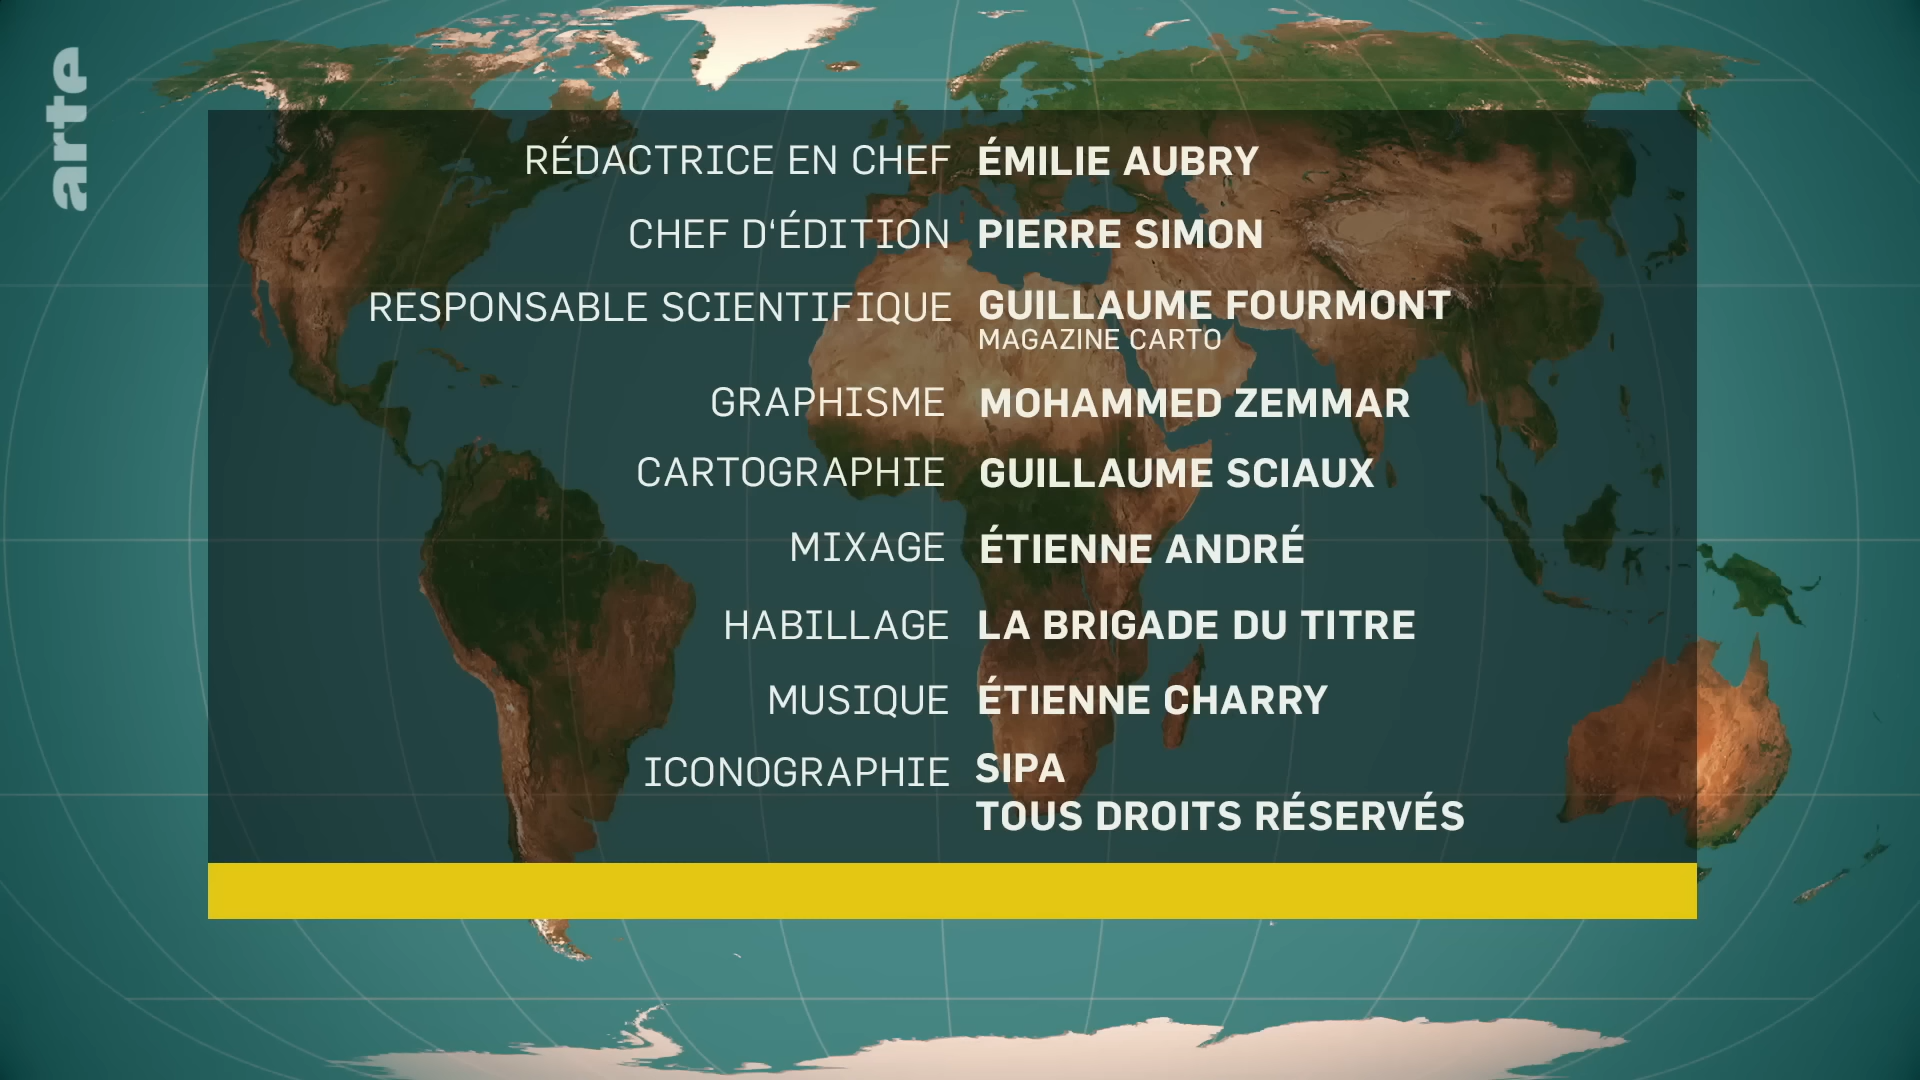 arte
RÉDACTRICE EN CHEF ÉMILIE AUBRY
CHEF D‘ÉDITION PIERRE SIMON
RESPONSABLE SCIENTIFIQUE GUILLAUME FOURMONT
MAGAZINE CARTO
GRAPHISME MOHAMMED ZEMMAR
CARTOGRAPHIE GUILLAUME SCIAUX
MIXAGE ÉTIENNE ANDRÉ
HABILLAGE LA BRIGADE DU TITRE
MUSIQUE ÉTIENNE CHARRY
ICONOGRAPHIE SIPA
TOUS DROITS RÉSERVÉS